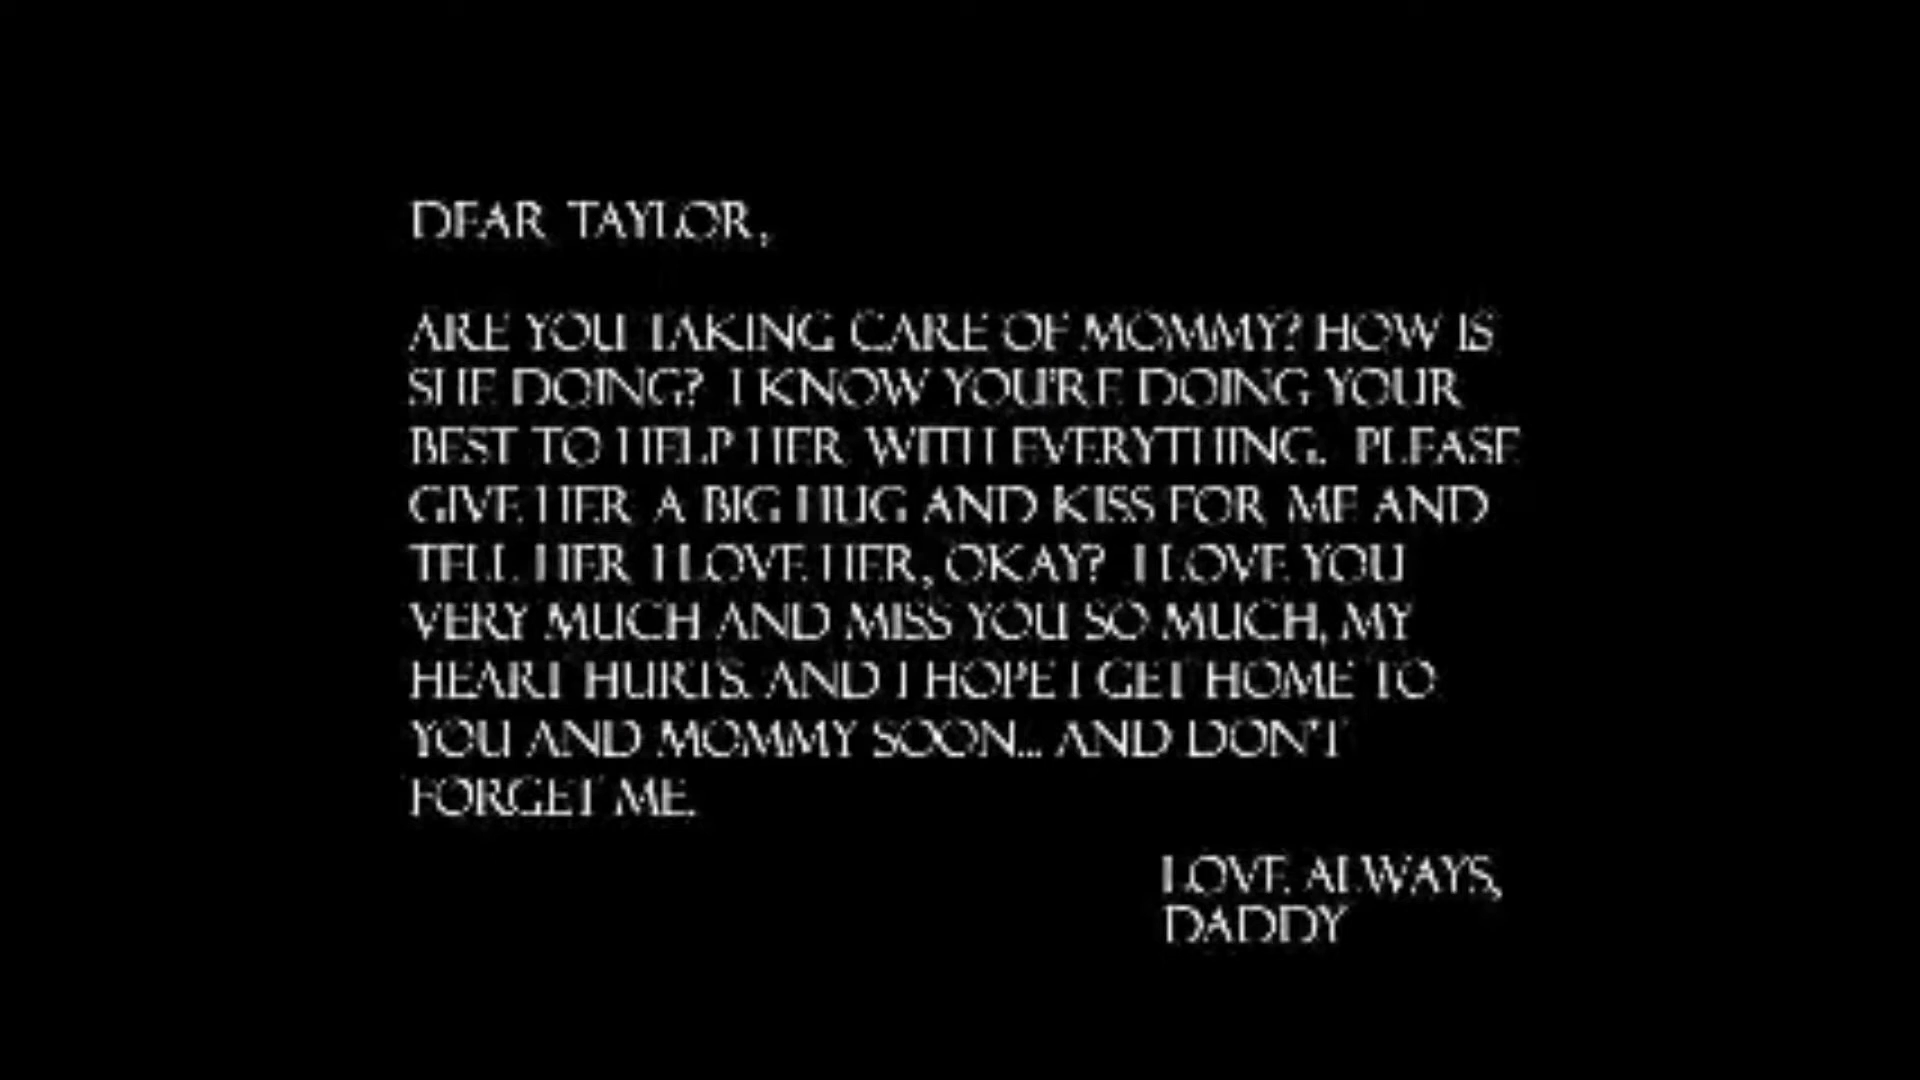 DEAR TAYLOR,
ARE YOU TAKING CARE OF MOMMY? HOW IS
SHE DOING? I KNOW YOU'RE DOING YOUR
BEST TO HELP HER WITH EVERYTHING. PLEASE
GIVE HER A BIG HUG AND KISS FOR ME AND
TELL HER I LOVE HER, OKAY? I LOVE YOU
VERY MUCH AND MISS YOU SO MUCH, MY
HEART HURTS. AND I HOPE I GET HOME TO
YOU AND MOMMY SOON... AND DON'T
FORGET ME.
LOVE ALWAYS,
DADDY